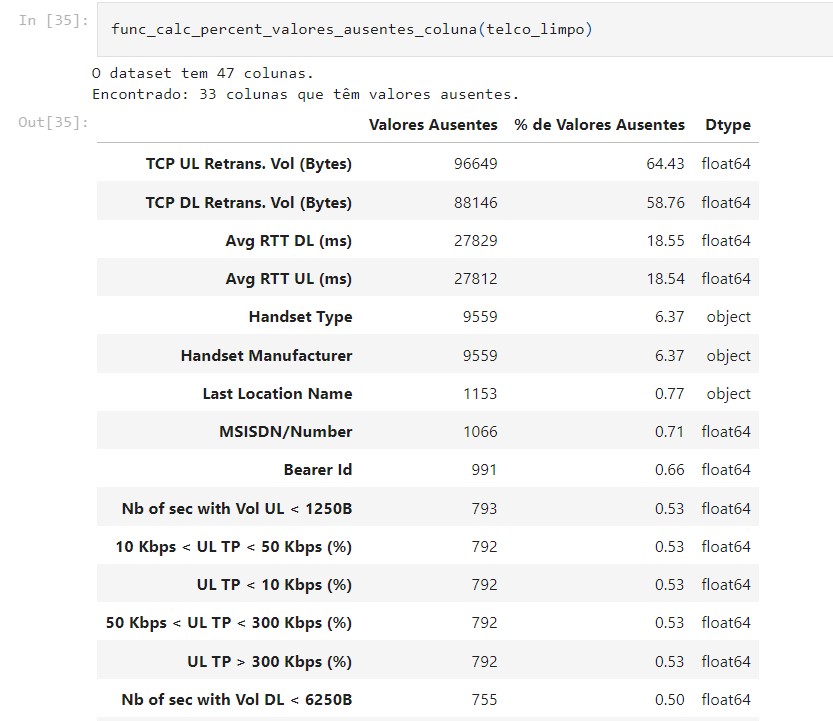 In [35]: func_calc_percent_valores_ausentes_coluna(telco_limpo)
O dataset tem 47 colunas.
Encontrado: 33 colunas que têm valores ausentes.
Out[35]:
Valores Ausentes % de Valores Ausentes Dtype
TCP UL Retrans. Vol (Bytes) 96649 64.43 float64
TCP DL Retrans. Vol (Bytes) 88146 58.76 float64
Avg RTT DL (ms) 27829 18.55 float64
Avg RTT UL (ms) 27812 18.54 float64
Handset Type 9559 6.37 object
Handset Manufacturer 9559 6.37 object
Last Location Name 1153 0.77 object
MSISDN/Number 1066 0.71 float64
Bearer Id 991 0.66 float64
Nb of sec with Vol UL < 1250B 793 0.53 float64
10 Kbps < UL TP < 50 Kbps (%) 792 0.53 float64
UL TP < 10 Kbps (%) 792 0.53 float64
50 Kbps < UL TP < 300 Kbps (%) 792 0.53 float64
UL TP > 300 Kbps (%) 792 0.53 float64
Nb of sec with Vol DL < 6250B 755 0.50 float64